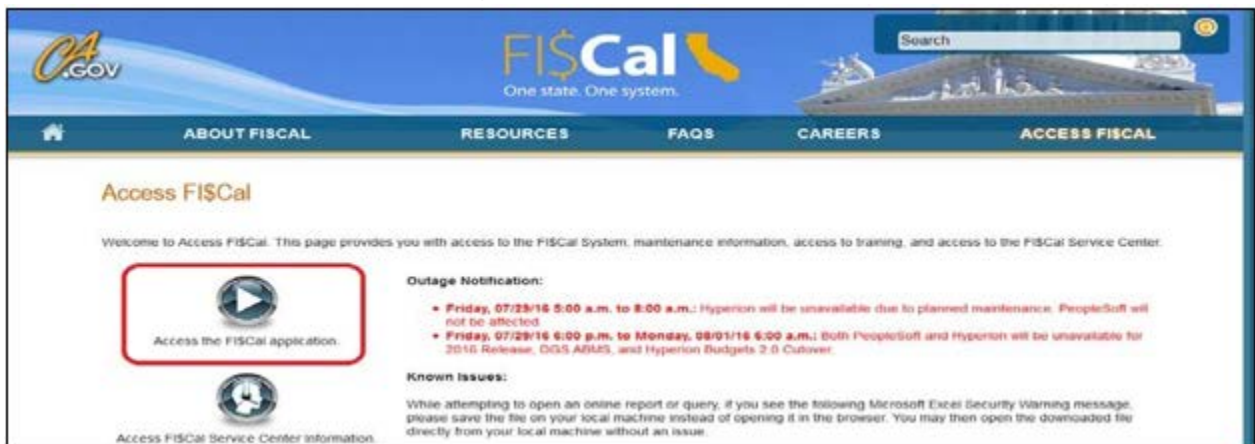 CA.GOV
FI$Cal
One state. One system.
Search
ABOUT FISCAL RESOURCES FAQS CAREERS ACCESS FI$CAL
Access FI$Cal
Welcome to Access FI$Cal. This page provides you with access to the FI$Cal System, maintenance information, access to training, and access to the FI$Cal Service Center.
Access the FI$Cal application.
Access FI$Cal Service Center Information.
Outage Notification:
• Friday, 07/29/16 5:00 a.m. to 8:00 a.m.: Hyperion will be unavailable due to planned maintenance. PeopleSoft will
not be affected.
• Friday, 07/29/16 6:00 p.m. to Monday, 08/01/16 6:00 a.m.: Both PeopleSoft and Hyperion will be unavailable for
2016 Release, DGS ABMS, and Hyperion Budgets 2.0 Cutover.
Known Issues:
While attempting to open an online report or query, if you see the following Microsoft Excel Security Warning message,
please save the file on your local machine instead of opening it in the browser. You may then open the downloaded file
directly from your local machine without an issue.